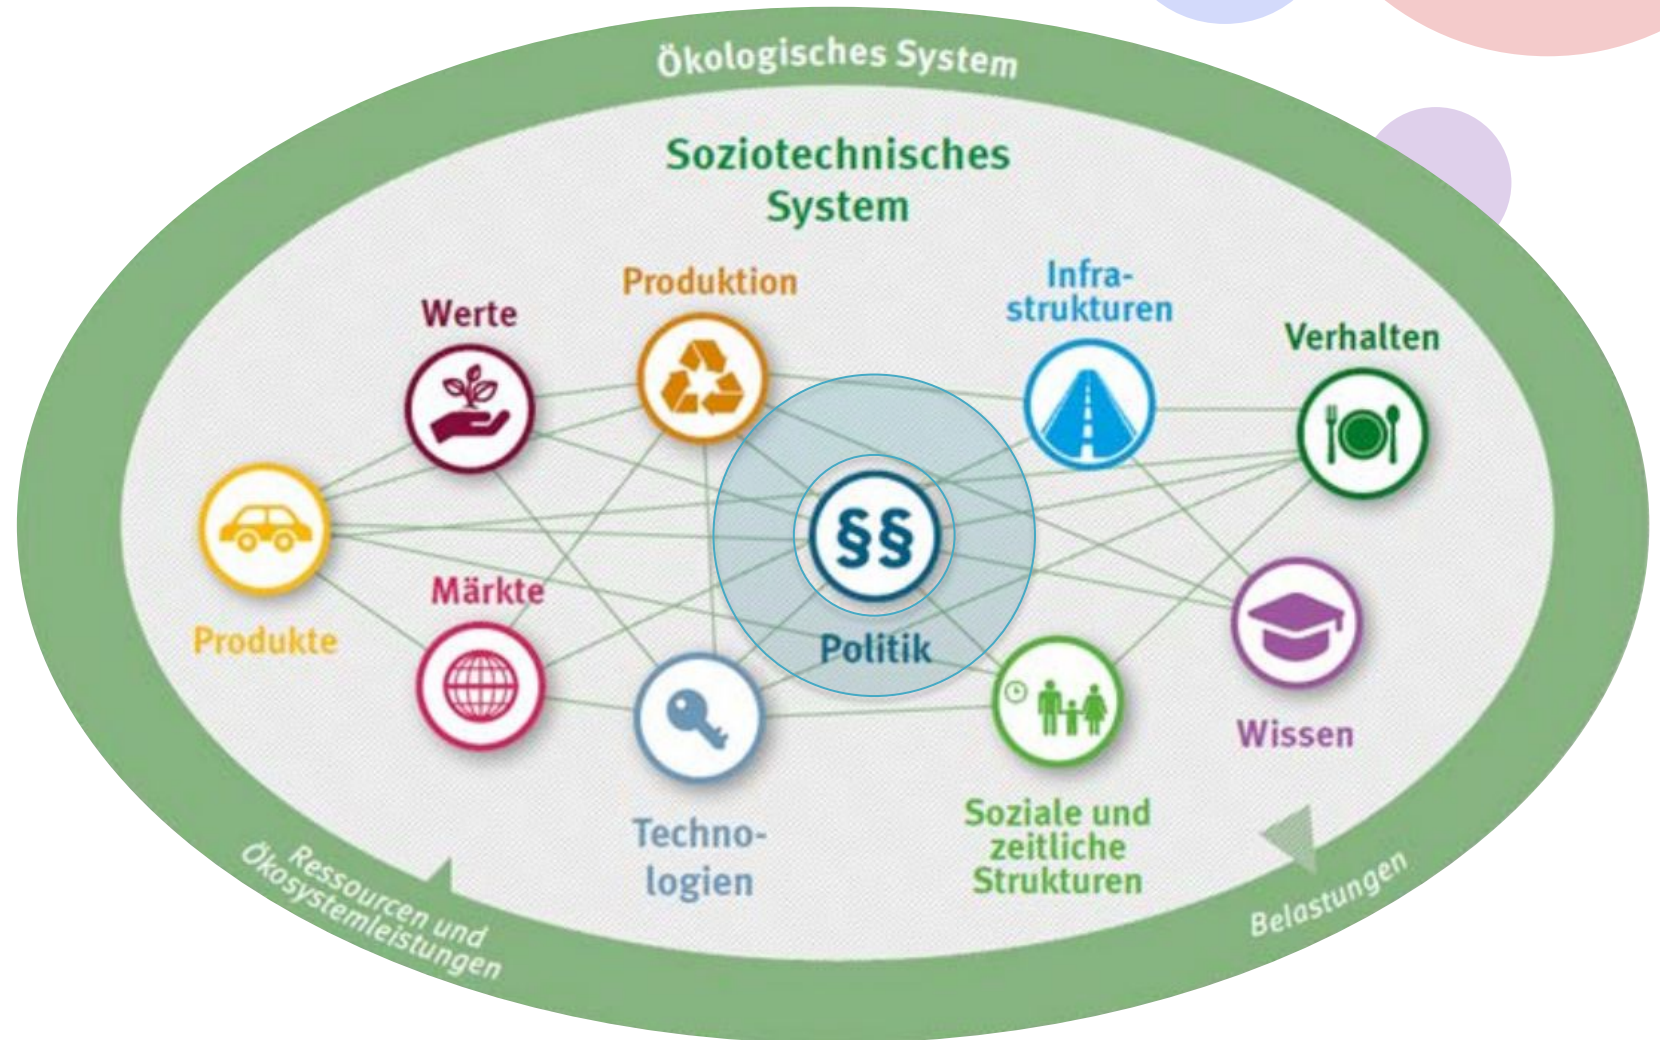 Ökologisches System
Soziotechnisches
System
Werte
Produktion
Infra-
strukturen
Verhalten
Produkte
Märkte
§§
Politik
Wissen
Techno-
logien
Soziale und
zeitliche
Strukturen
Ressourcen und
Ökosystemleistungen
Belastungen